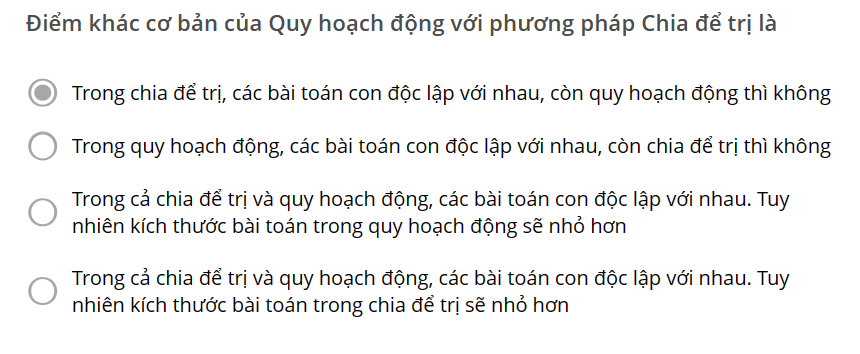 Điểm khác cơ bản của Quy hoạch động với phương pháp Chia để trị là
Trong chia để trị, các bài toán con độc lập với nhau, còn quy hoạch động thì không
Trong quy hoạch động, các bài toán con độc lập với nhau, còn chia để trị thì không
Trong cả chia để trị và quy hoạch động, các bài toán con độc lập với nhau. Tuy
nhiên kích thước bài toán trong quy hoạch động sẽ nhỏ hơn
Trong cả chia để trị và quy hoạch động, các bài toán con độc lập với nhau. Tuy
nhiên kích thước bài toán trong chia để trị sẽ nhỏ hơn